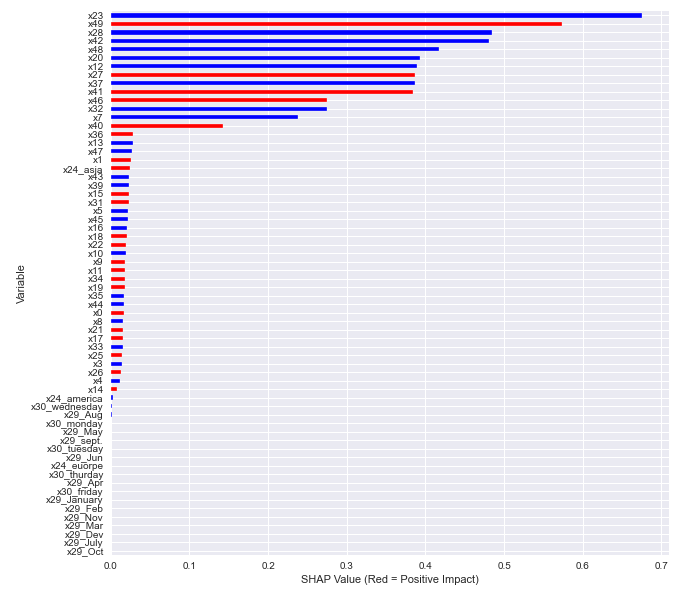 x23
x49
x28
x42
x48
x20
x12
x27
x37
x41
x46
x32
x7
x40
x36
x13
x47
x1
x24_asia
x43
x39
x15
x31
x5
x45
x16
x18
x22
x10
x9
x11
x34
x19
x35
x44
x0
x8
x21
x17
x33
x25
x3
x26
x4
x14
x24_america
x30_wednesday
x29_Aug
x30_monday
x29_May
x29_sept.
x30_tuesday
x29_Jun
x24_euorpe
x30_thurday
x29_Apr
x30_friday
x29_January
x29_Feb
x29_Nov
x29_Mar
x29_Dev
x29_July
x29_Oct
Variable
0.0 0.1 0.2 0.3 0.4 0.5 0.6 0.7
SHAP Value (Red = Positive Impact)